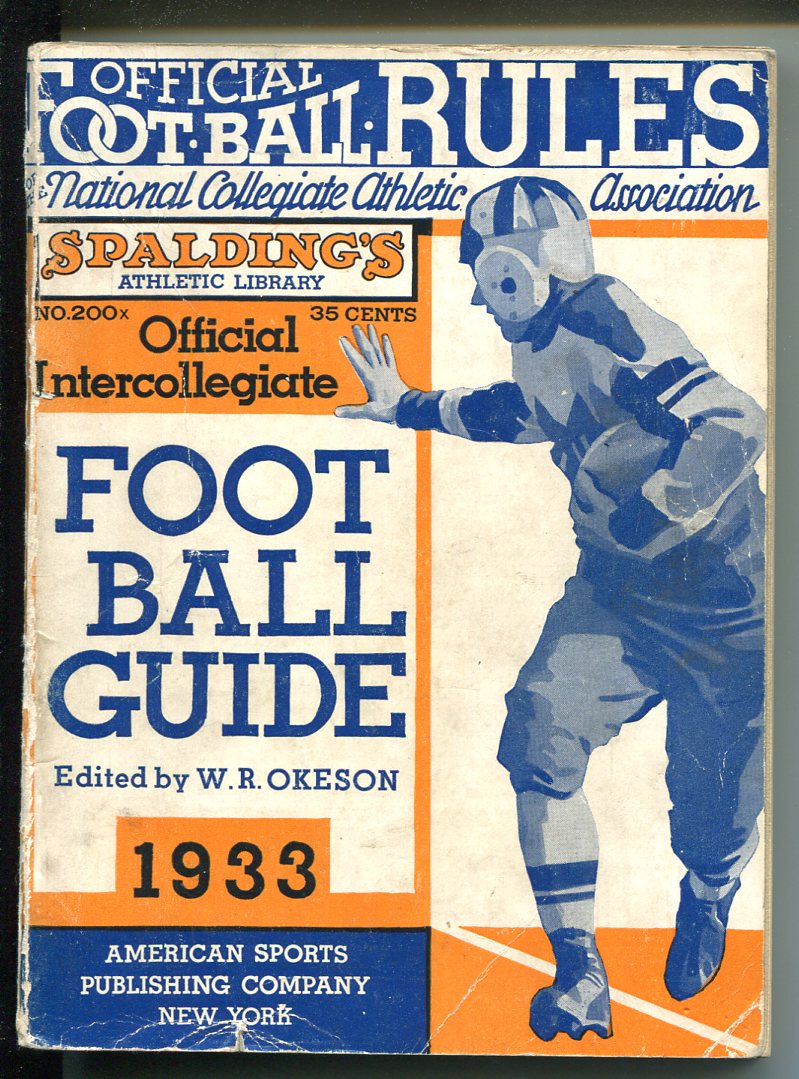 OFFICIAL
FOOT·BALL·RULES
National Collegiate Athletic Association
SPALDING'S
ATHLETIC LIBRARY
NO.200x 35 CENTS
Official
Intercollegiate
FOOT
BALL
GUIDE
Edited by W.R.OKESON
1933
AMERICAN SPORTS
PUBLISHING COMPANY
NEW YORK